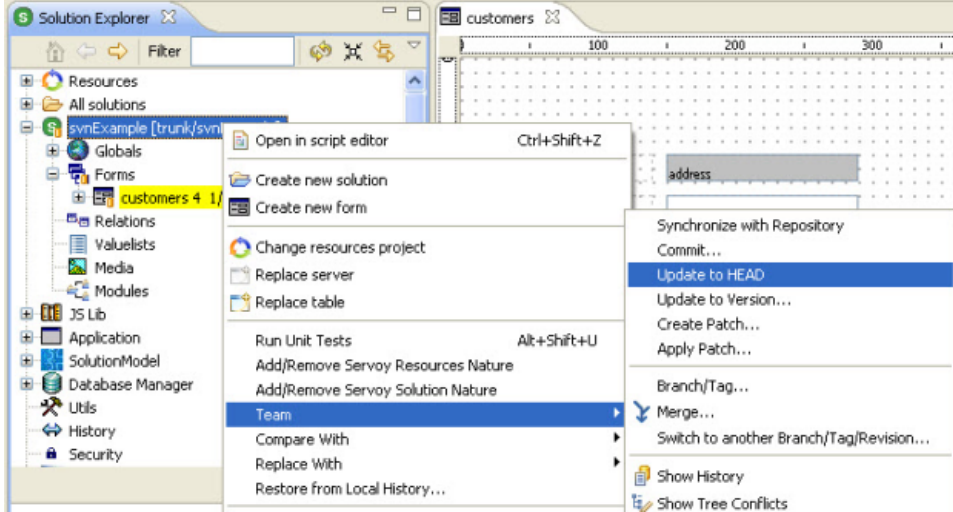 Solution Explorer
customers
Filter
100
200
300
Resources
All solutions
svnExample [trunk/svn
Globals
Forms
customers 4 1/
Relations
Valuelists
Media
Modules
JS Lib
Application
SolutionModel
Database Manager
Utils
History
Security
Open in script editor Ctrl+Shift+Z
Create new solution
Create new form
Change resources project
Replace server
Replace table
Run Unit Tests Alt+Shift+U
Add/Remove Servoy Resources Nature
Add/Remove Servoy Solution Nature
Team
Compare With
Replace With
Restore from Local History...
address
Synchronize with Repository
Commit...
Update to HEAD
Update to Version...
Create Patch...
Apply Patch...
Branch/Tag...
Merge...
Switch to another Branch/Tag/Revision...
Show History
Show Tree Conflicts